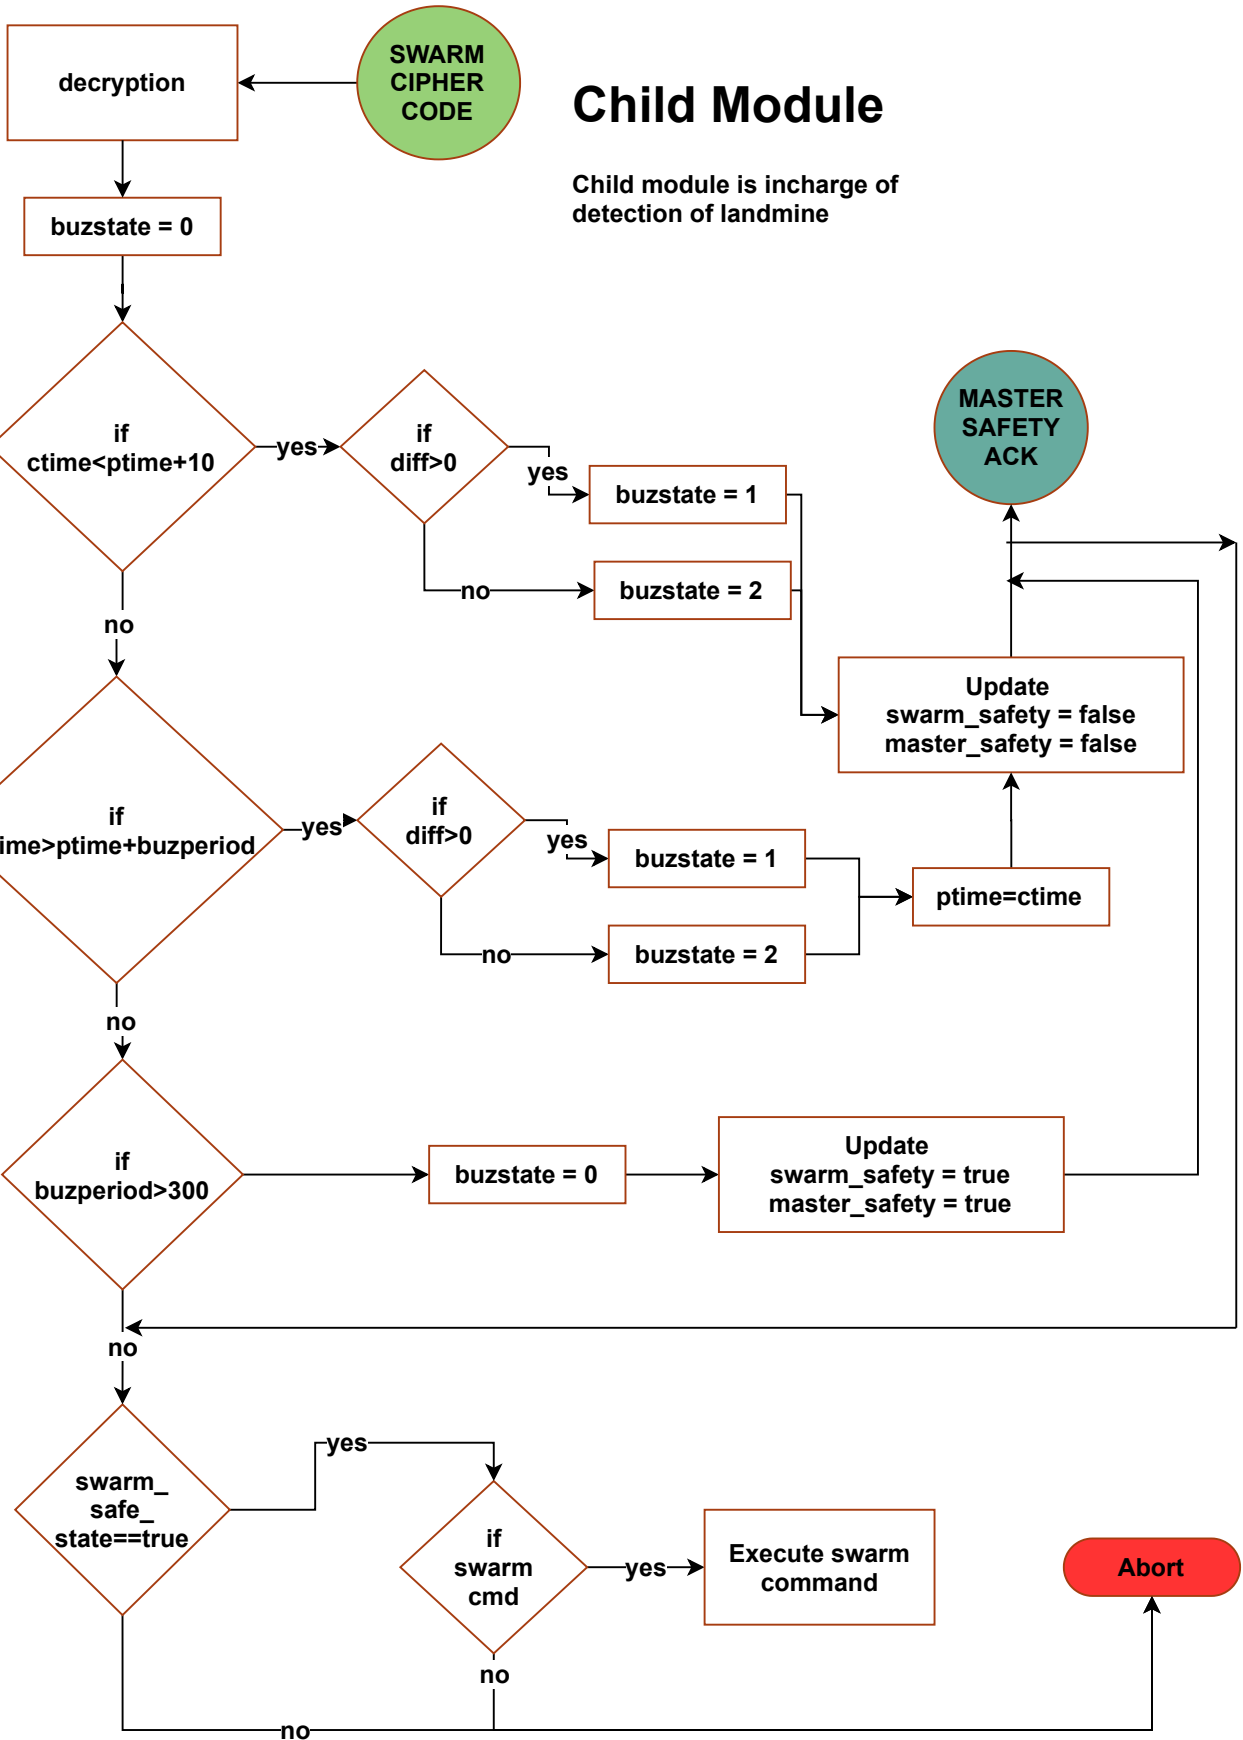 SWARM
CIPHER
CODE
decryption
Child Module
Child module is incharge of
detection of landmine
buzstate = 0
if
ctime<ptime+10
yes
if
diff>0
yes
buzstate = 1
no
buzstate = 2
MASTER
SAFETY
ACK
no
Update
swarm_safety = false
master_safety = false
if
ime>ptime+buzperiod
yes
if
diff>0
yes
buzstate = 1
no
buzstate = 2
ptime=ctime
no
if
buzperiod>300
buzstate = 0
Update
swarm_safety = true
master_safety = true
no
swarm_
safe_
state==true
yes
if
swarm
cmd
yes
Execute swarm
command
Abort
no
no